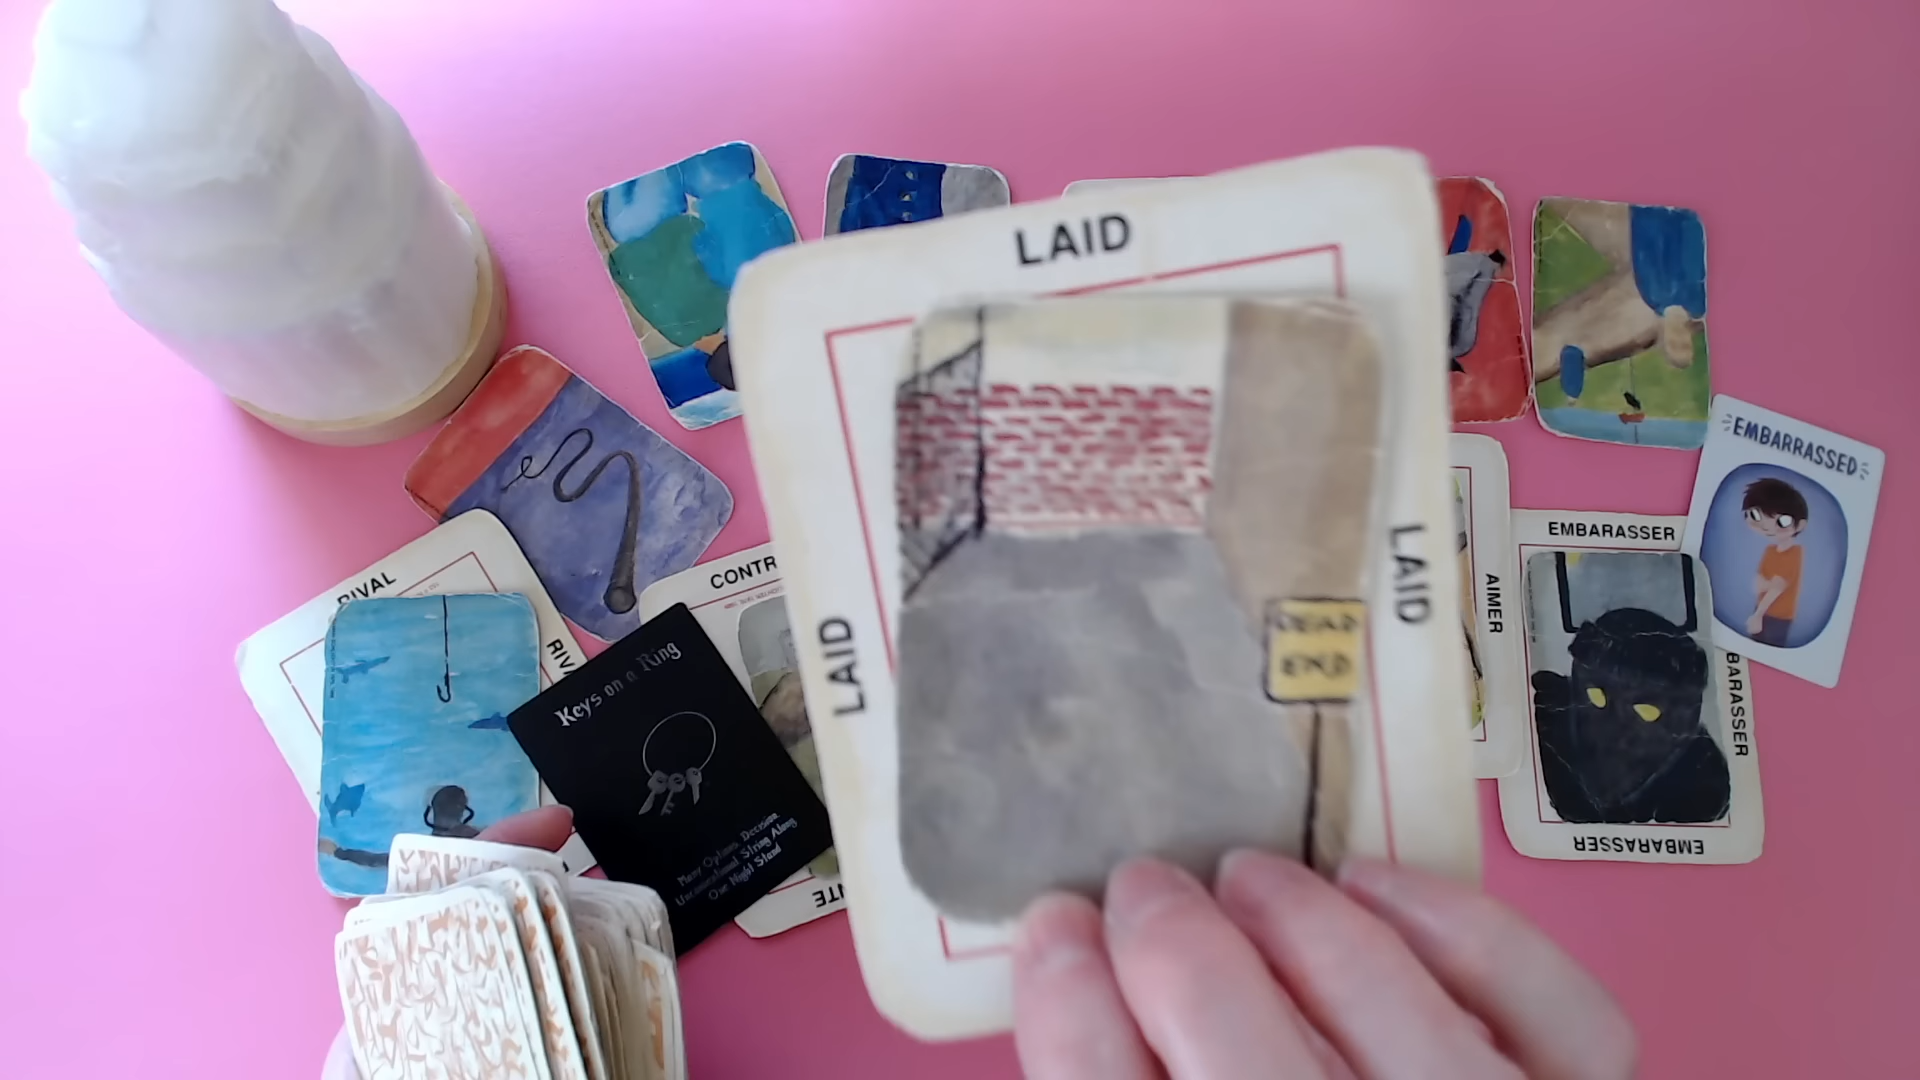 LAID
LAID
LAID
DEAD
END
EMBARRASSED
RIVAL
RIV
CONTR
NTE
Keys on a Ring
Many Options Decision
Unconventional String Along
One Night Stand
AIMER
EMBARASSER
BARASSER
EMBARASSER